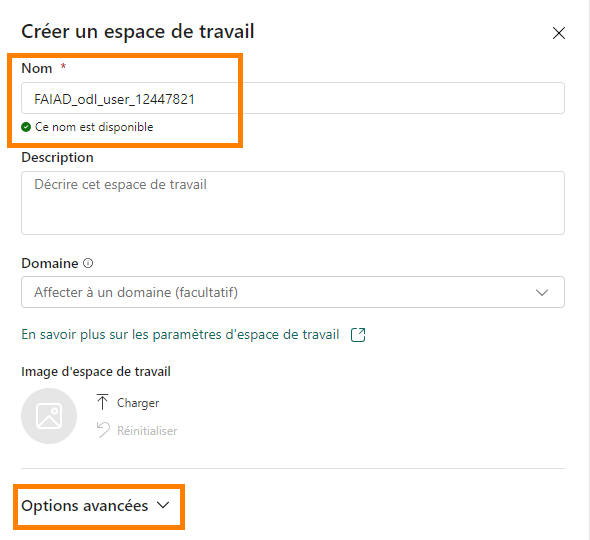 Créer un espace de travail
Nom *
FAIAD_odl_user_12447821
Ce nom est disponible
Description
Décrire cet espace de travail
Domaine
Affecter à un domaine (facultatif)
En savoir plus sur les paramètres d'espace de travail
Image d'espace de travail
Charger
Réinitialiser
Options avancées